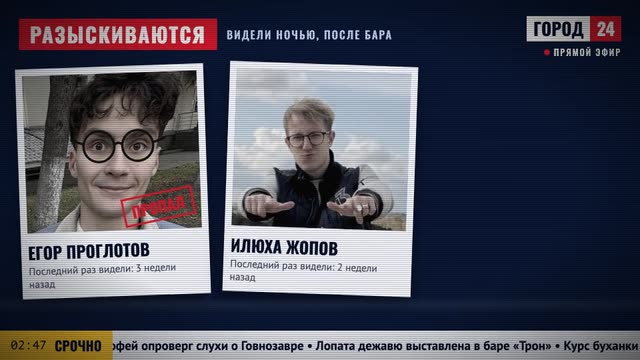 РАЗЫСКИВАЮТСЯ
ВИДЕЛИ НОЧЬЮ, ПОСЛЕ БАРА
ГОРОД 24
ПРЯМОЙ ЭФИР
ПРОПАЛ
ЕГОР ПРОГЛОТОВ
Последний раз видели: 3 недели
назад
ИЛЮХА ЖОПОВ
Последний раз видели: 2 недели
назад
02:47 СРОЧНО офей опроверг слухи о Говнозавре • Лопата дежавю выставлена в баре «Трон» • Курс буханки